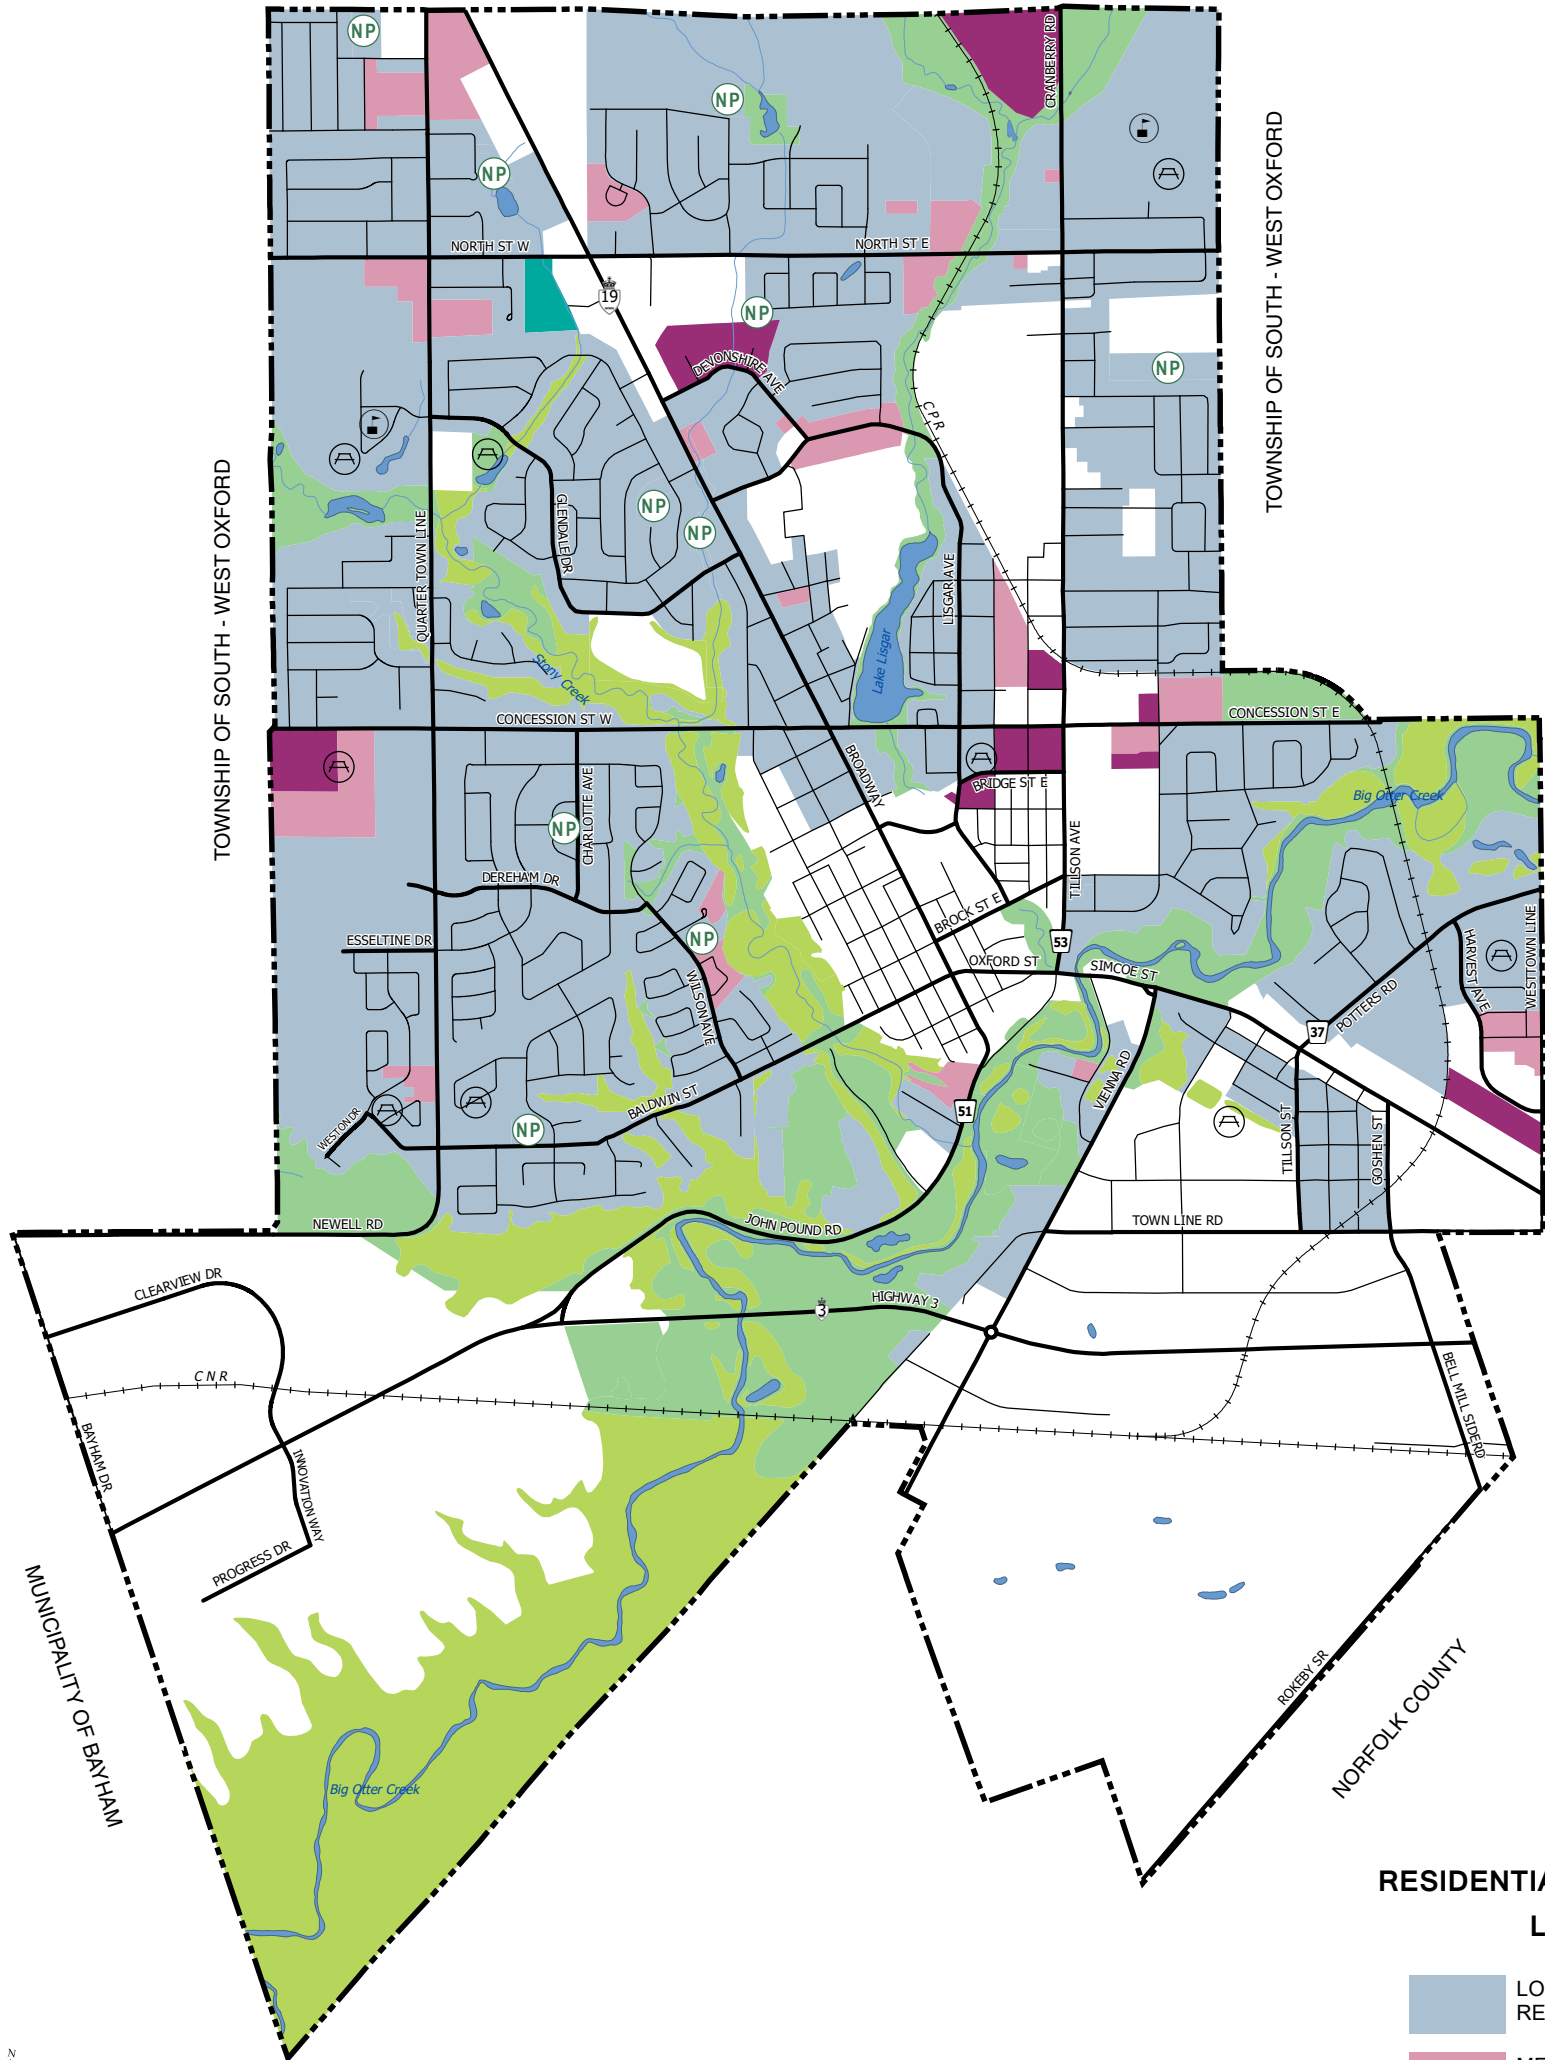 NP
CRANBERRY RD
NP
TOWNSHIP OF SOUTH - WEST OXFORD
NP
NORTH ST W
NORTH ST E
19
NP
DEVONSHIRE AVE
NP
CPR
TOWNSHIP OF SOUTH - WEST OXFORD
GLENDALE DR
NP
NP
QUARTER TOWN LINE
LISGAR AVE
Lake Lisgar
Stony Creek
CONCESSION ST W
CONCESSION ST E
BROADWAY
BRIDGE ST E
Big Otter Creek
CHARLOTTE AVE
NP
TILLSON AVE
DEREHAM DR
BROCK ST E
ESSELTINE DR
NP
53
OXFORD ST
SIMCOE ST
HARVEST AVE
WESTTOWN LINE
WILSON AVE
37
POTTERS RD
VIENNA RD
BALDWIN ST
51
WESTON DR
NP
TILLSON ST
GOSHEN ST
NEWELL RD
JOHN POUND RD
TOWN LINE RD
CLEARVIEW DR
HIGHWAY 3
3
CNR
BELL MILL SIDERD
BAYHAM DR
INNOVATION WAY
PROGRESS DR
MUNICIPALITY OF BAYHAM
ROKEBY SR
NORFOLK COUNTY
Big Otter Creek
RESIDENTIA
L
LO
RE
N